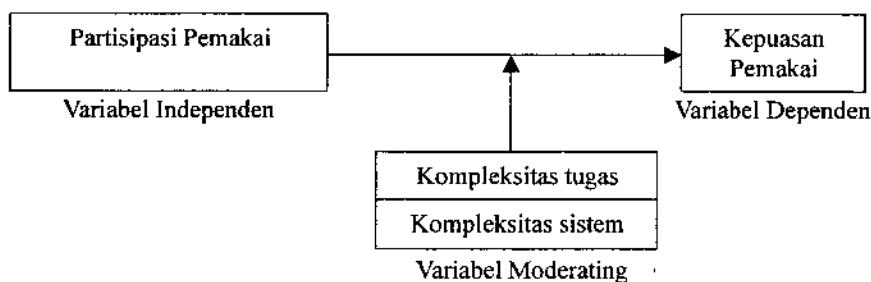 Partisipasi Pemakai
Variabel Independen
Kepuasan
Pemakai
Variabel Dependen
Kompleksitas tugas
Kompleksitas sistem
Variabel Moderating